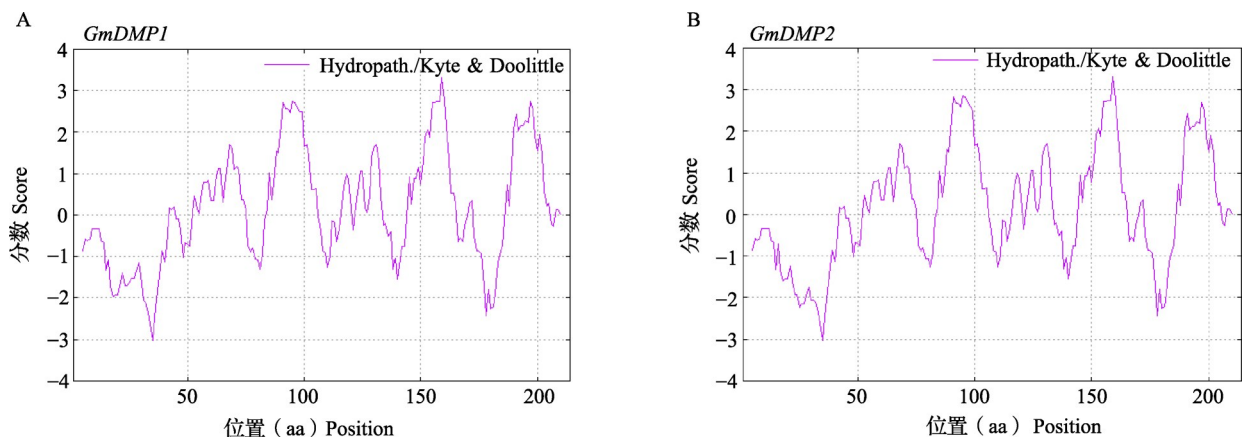 A
GmDMP1
Hydropath./Kyte & Doolittle
4
3
2
1
0
−1
−2
−3
−4
分数 Score
50
100
150
200
位置（aa）Position
B
GmDMP2
Hydropath./Kyte & Doolittle
4
3
2
1
0
−1
−2
−3
−4
分数 Score
50
100
150
200
位置（aa） Position